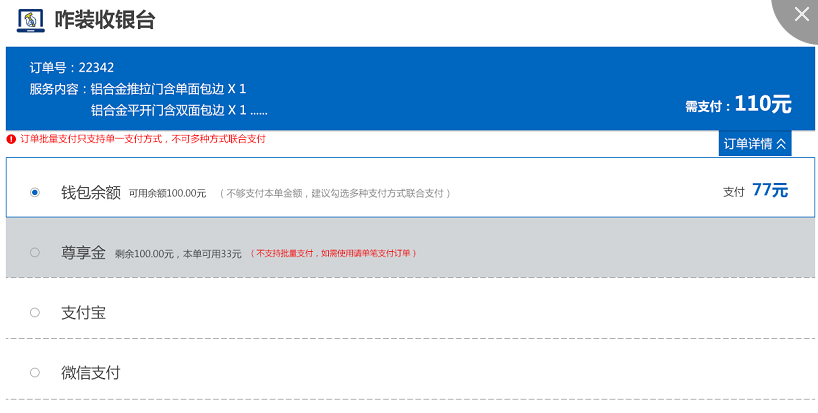 咋装收银台
订单号：22342
服务内容：铝合金推拉门含单面包边 X 1
铝合金平开门含双面包边 X 1 ......
需支付：110元
订单批量支付只支持单一支付方式，不可多种方式联合支付
订单详情
钱包余额 可用余额100.00元 （不够支付本单金额，建议勾选多种支付方式联合支付） 支付 77元
尊享金 剩余100.00元，本单可用33元 （不支持批量支付，如需使用请单笔支付订单）
支付宝
微信支付